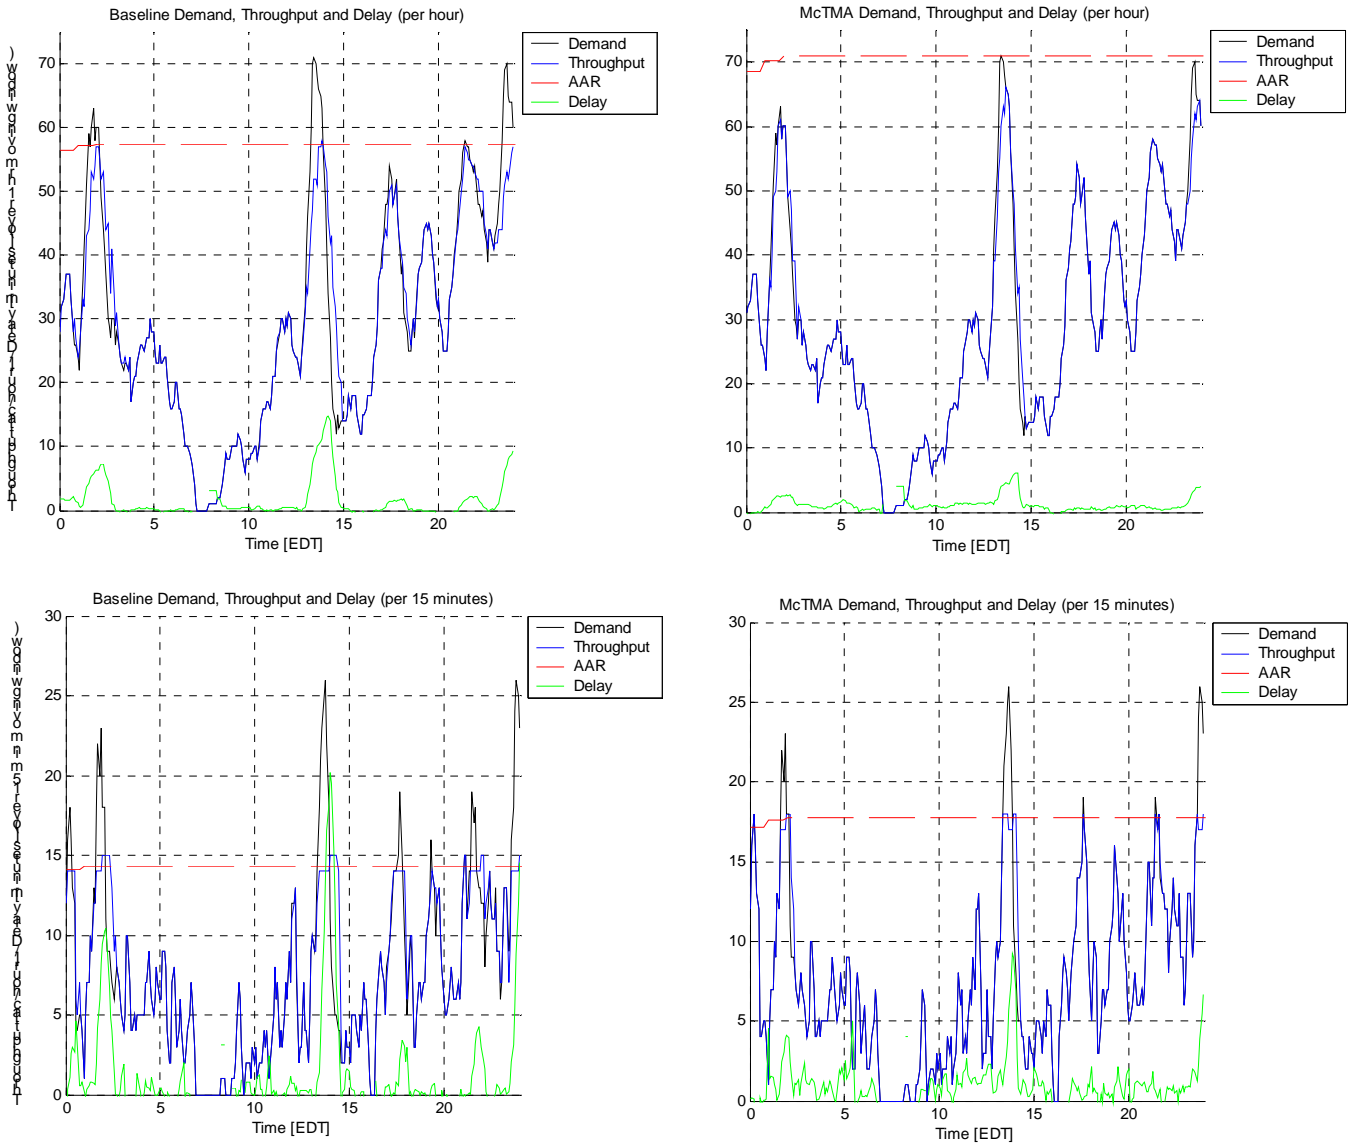 Baseline Demand, Throughput and Delay (per hour)
Demand
Throughput
AAR
Delay
70
60
50
40
30
20
10
0
0 5 10 15 20
Time [EDT]
McTMA Demand, Throughput and Delay (per hour)
Demand
Throughput
AAR
Delay
70
60
50
40
30
20
10
0
0 5 10 15 20
Time [EDT]
Baseline Demand, Throughput and Delay (per 15 minutes)
Demand
Throughput
AAR
Delay
30
25
20
15
10
5
0
0 5 10 15 20
Time [EDT]
McTMA Demand, Throughput and Delay (per 15 minutes)
Demand
Throughput
AAR
Delay
30
25
20
15
10
5
0
0 5 10 15 20
Time [EDT]